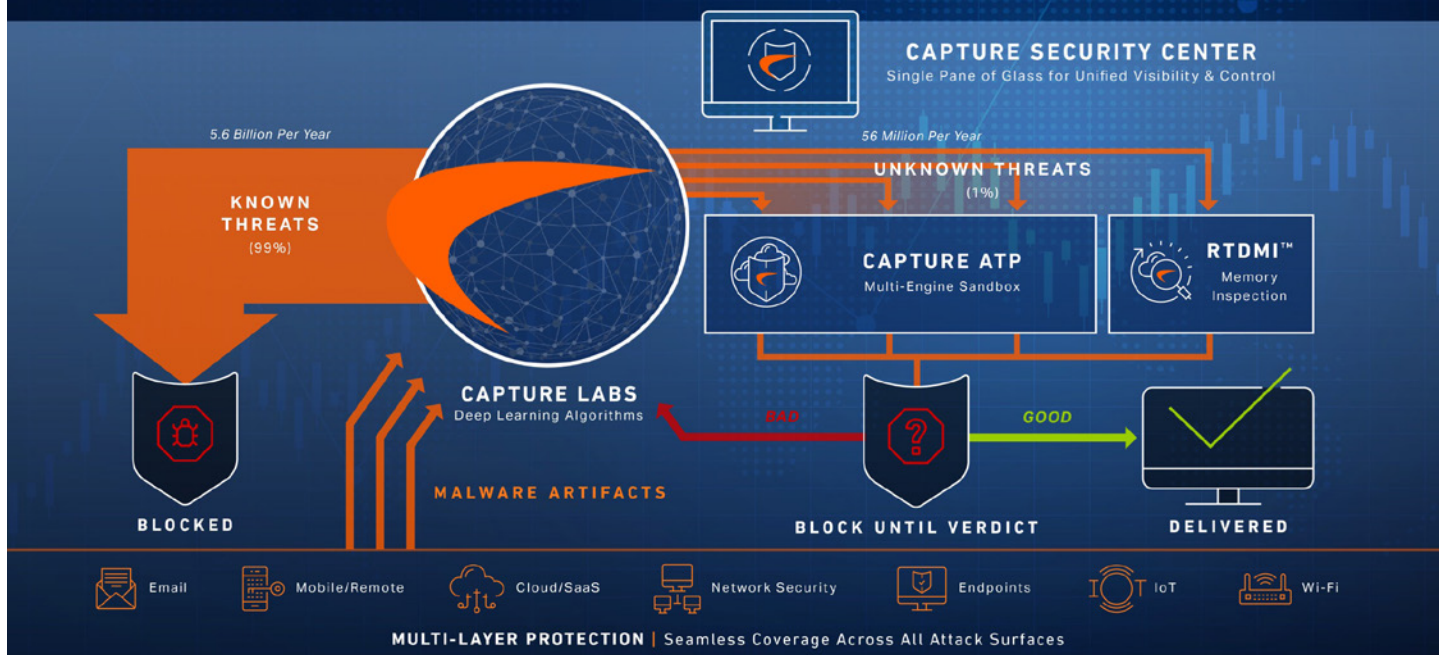 CAPTURE SECURITY CENTER
Single Pane of Glass for Unified Visibility & Control
5.6 Billion Per Year
56 Million Per Year
KNOWN
THREATS
(99%)
UNKNOWN THREATS
(1%)
CAPTURE ATP
Multi-Engine Sandbox
RTDMI™
Memory
Inspection
CAPTURE LABS
Deep Learning Algorithms
BAD
GOOD
MALWARE ARTIFACTS
BLOCKED
BLOCK UNTIL VERDICT
DELIVERED
Email
Mobile/Remote
Cloud/SaaS
Network Security
Endpoints
IOT
IoT
Wi-Fi
MULTI-LAYER PROTECTION | Seamless Coverage Across All Attack Surfaces